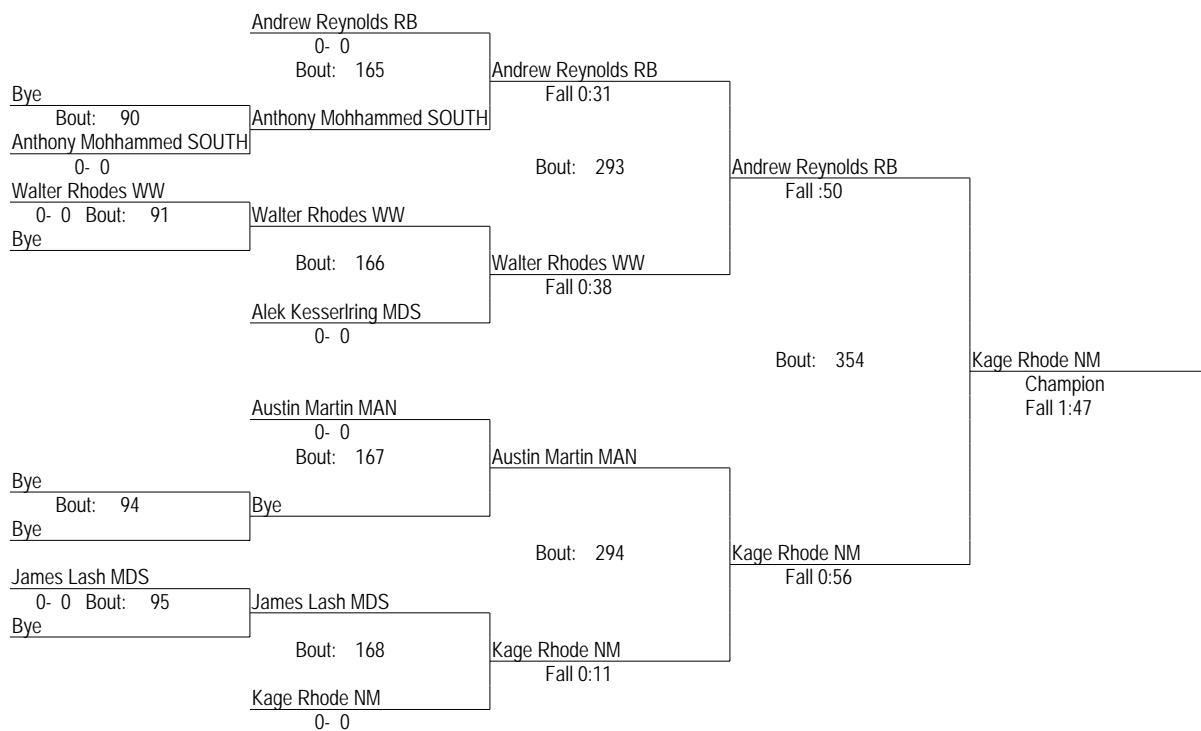 Andrew Reynolds RB
0- 0
Bout: 165
Andrew Reynolds RB
Fall 0:31
Bye
Bout: 90
Anthony Mohhammed SOUTH
Anthony Mohhammed SOUTH
0- 0
Bout: 293
Andrew Reynolds RB
Fall :50
Walter Rhodes WW
0- 0 Bout: 91
Bye
Walter Rhodes WW
Bout: 166
Walter Rhodes WW
Fall 0:38
Alek Kesserlring MDS
0- 0
Bout: 354
Kage Rhode NM
Champion
Fall 1:47
Austin Martin MAN
0- 0
Bout: 167
Austin Martin MAN
Bye
Bout: 94
Bye
Bye
Bout: 294
Kage Rhode NM
Fall 0:56
James Lash MDS
0- 0 Bout: 95
Bye
James Lash MDS
Bout: 168
Kage Rhode NM
Fall 0:11
Kage Rhode NM
0- 0